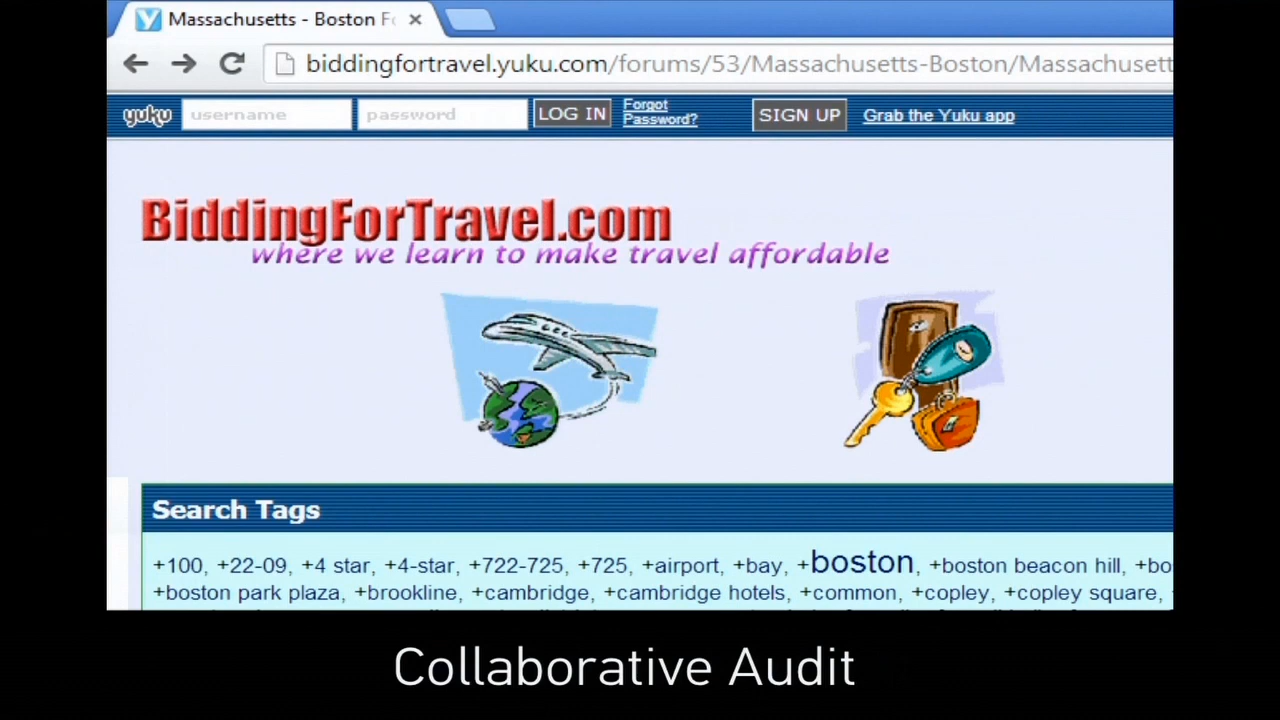 Massachusetts - Boston
biddingfortravel.yuku.com/forums/53/Massachusetts-Boston/Massachusett
yuku username password LOG IN Forgot Password? SIGN UP Grab the Yuku app
BiddingForTravel.com
where we learn to make travel affordable
Search Tags
+100, +22-09, +4 star, +4-star, +722-725, +725, +airport, +bay, +boston, +boston beacon hill, +bo
+boston park plaza, +brookline, +cambridge, +cambridge hotels, +common, +copley, +copley square,
Collaborative Audit